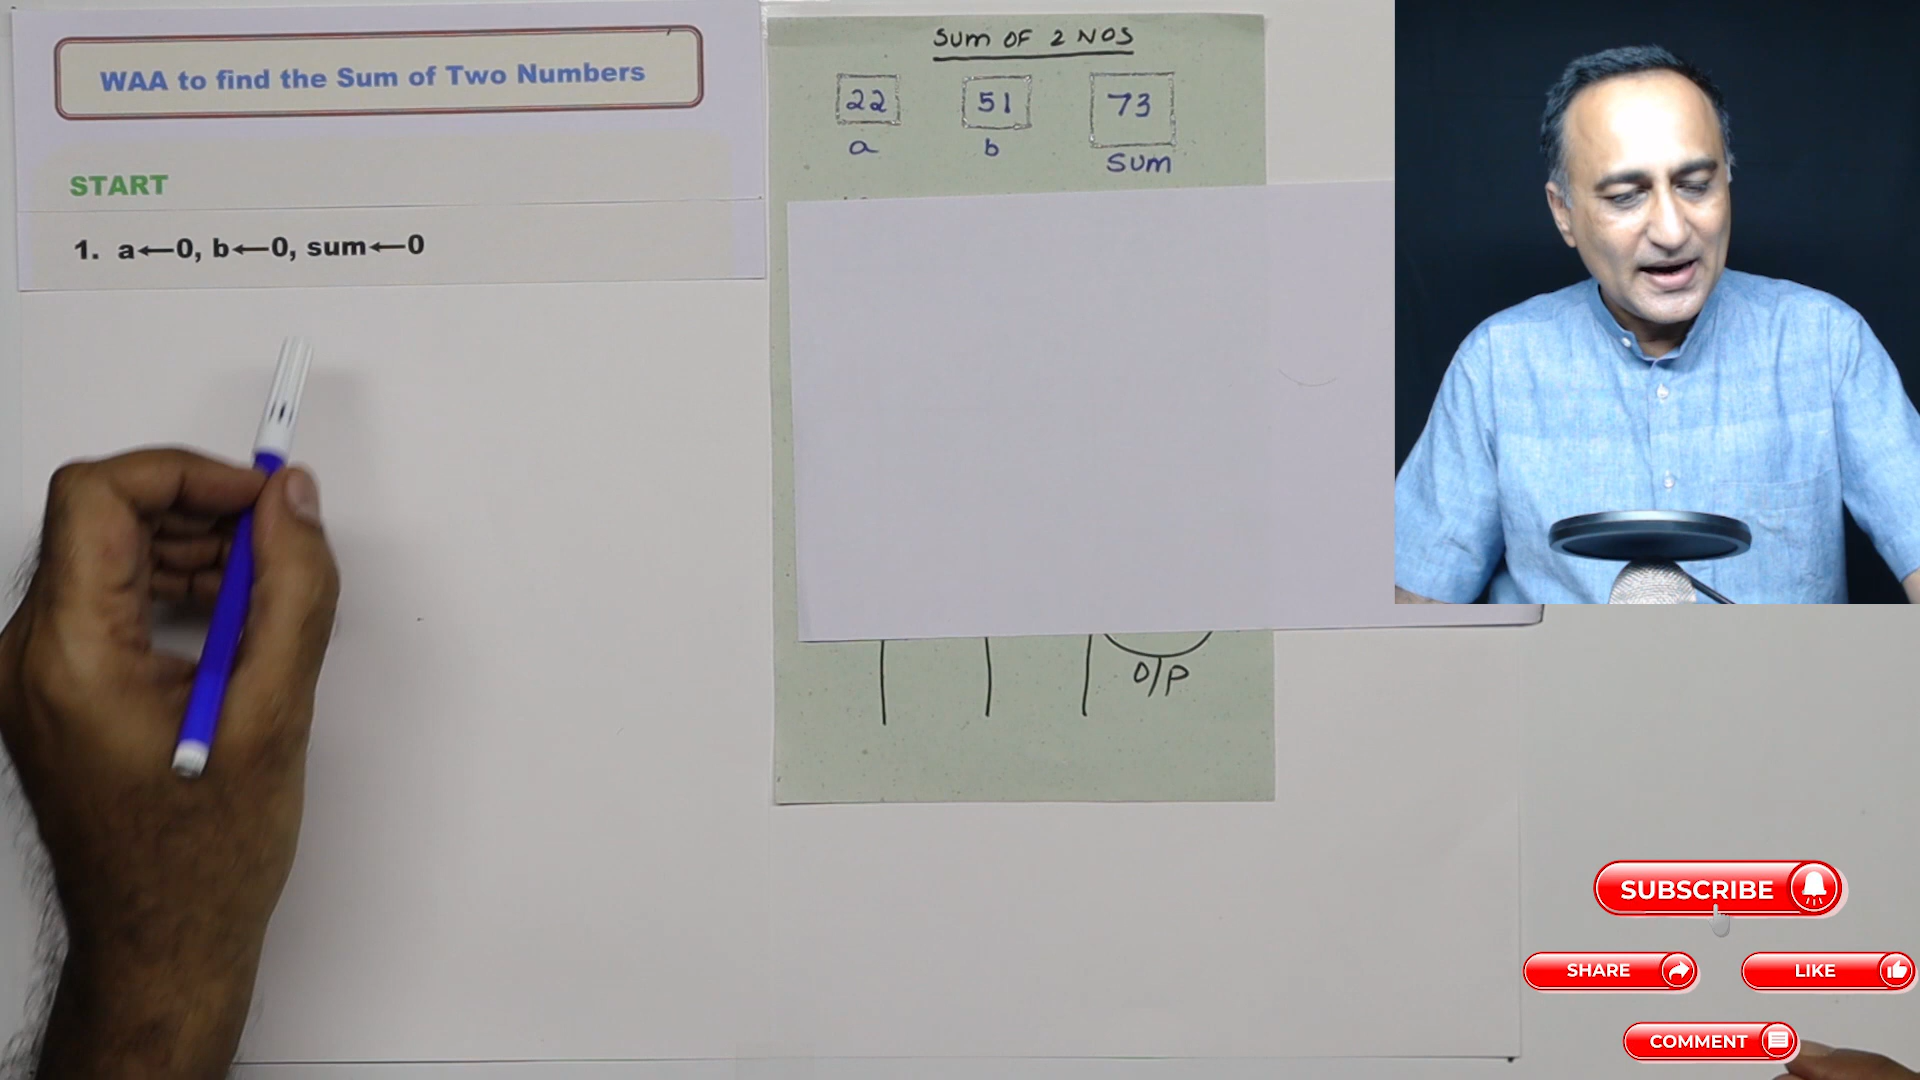 WAA to find the Sum of Two Numbers
START
1. a←0, b←0, sum←0
SUM OF 2 NOS
22 51 73
a b SUM
O/P
SUBSCRIBE
SHARE LIKE
COMMENT